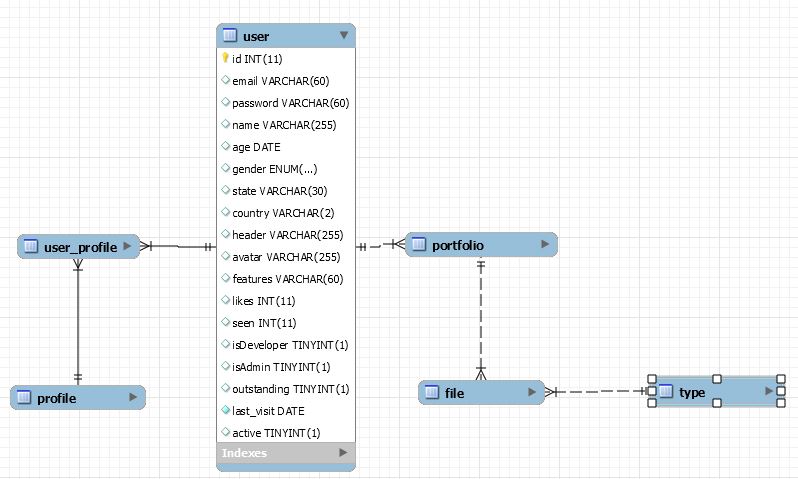 user
id INT(11)
email VARCHAR(60)
password VARCHAR(60)
name VARCHAR(255)
age DATE
gender ENUM(...)
state VARCHAR(30)
country VARCHAR(2)
header VARCHAR(255)
avatar VARCHAR(255)
features VARCHAR(60)
likes INT(11)
seen INT(11)
isDeveloper TINYINT(1)
isAdmin TINYINT(1)
outstanding TINYINT(1)
last_visit DATE
active TINYINT(1)
Indexes
user_profile
profile
portfolio
file
type